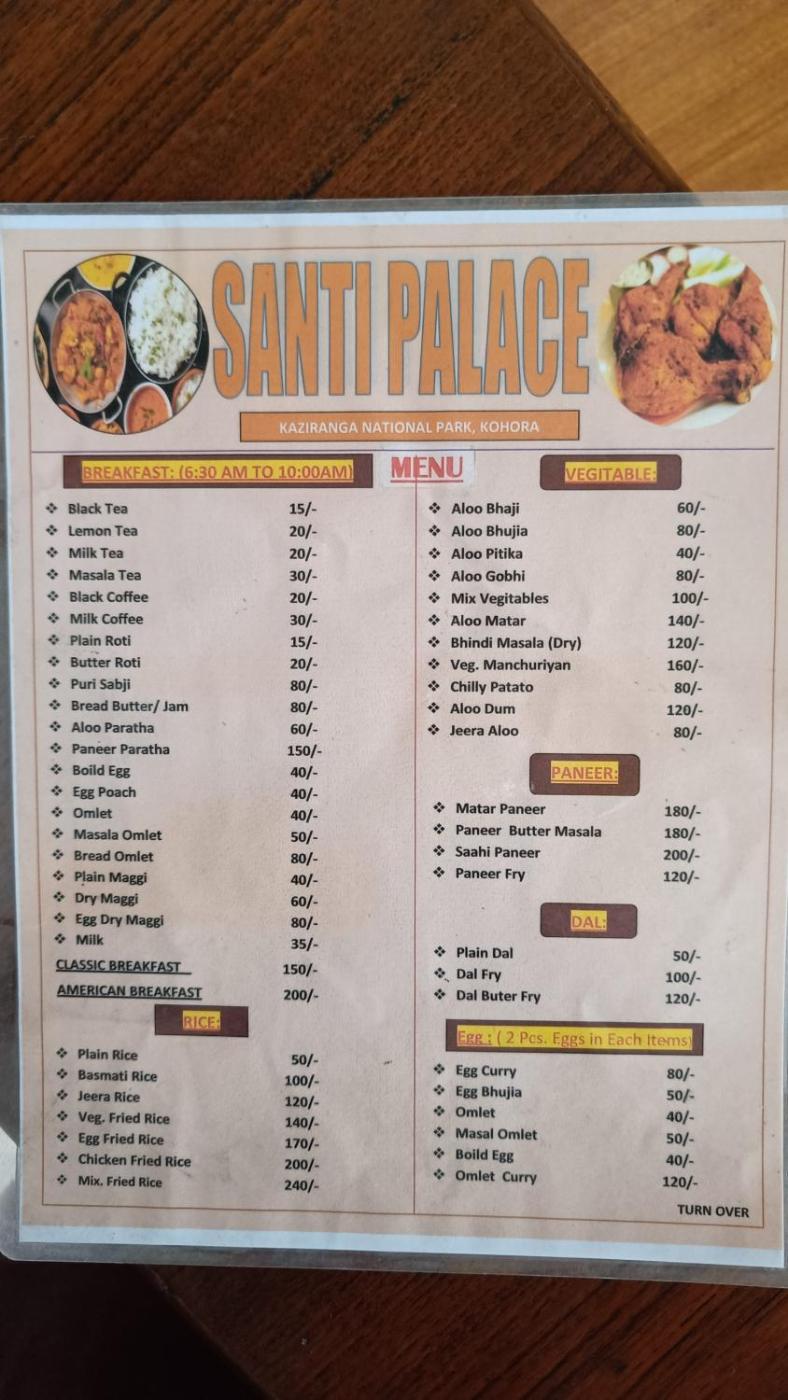 SANTI PALACE
KAZIRANGA NATIONAL PARK, KOHORA
MENU
BREAKFAST: (6:30 AM TO 10:00AM)
❖ Black Tea 15/-
❖ Lemon Tea 20/-
❖ Milk Tea 20/-
❖ Masala Tea 30/-
❖ Black Coffee 20/-
❖ Milk Coffee 30/-
❖ Plain Roti 15/-
❖ Butter Roti 20/-
❖ Puri Sabji 80/-
❖ Bread Butter/ Jam 80/-
❖ Aloo Paratha 60/-
❖ Paneer Paratha 150/-
❖ Boild Egg 40/-
❖ Egg Poach 40/-
❖ Omlet 40/-
❖ Masala Omlet 50/-
❖ Bread Omlet 80/-
❖ Plain Maggi 40/-
❖ Dry Maggi 60/-
❖ Egg Dry Maggi 80/-
❖ Milk 35/-
CLASSIC BREAKFAST 150/-
AMERICAN BREAKFAST 200/-
RICE:
❖ Plain Rice 50/-
❖ Basmati Rice 100/-
❖ Jeera Rice 120/-
❖ Veg. Fried Rice 140/-
❖ Egg Fried Rice 170/-
❖ Chicken Fried Rice 200/-
❖ Mix. Fried Rice 240/-
VEGITABLE:
❖ Aloo Bhaji 60/-
❖ Aloo Bhujia 80/-
❖ Aloo Pitika 40/-
❖ Aloo Gobhi 80/-
❖ Mix Vegitables 100/-
❖ Aloo Matar 140/-
❖ Bhindi Masala (Dry) 120/-
❖ Veg. Manchuriyan 160/-
❖ Chilly Patato 80/-
❖ Aloo Dum 120/-
❖ Jeera Aloo 80/-
PANEER:
❖ Matar Paneer 180/-
❖ Paneer Butter Masala 180/-
❖ Saahi Paneer 200/-
❖ Paneer Fry 120/-
DAL:
❖ Plain Dal 50/-
❖ Dal Fry 100/-
❖ Dal Buter Fry 120/-
Egg : ( 2 Pcs. Eggs in Each Items)
❖ Egg Curry 80/-
❖ Egg Bhujia 50/-
❖ Omlet 40/-
❖ Masal Omlet 50/-
❖ Boild Egg 40/-
❖ Omlet Curry 120/-
TURN OVER